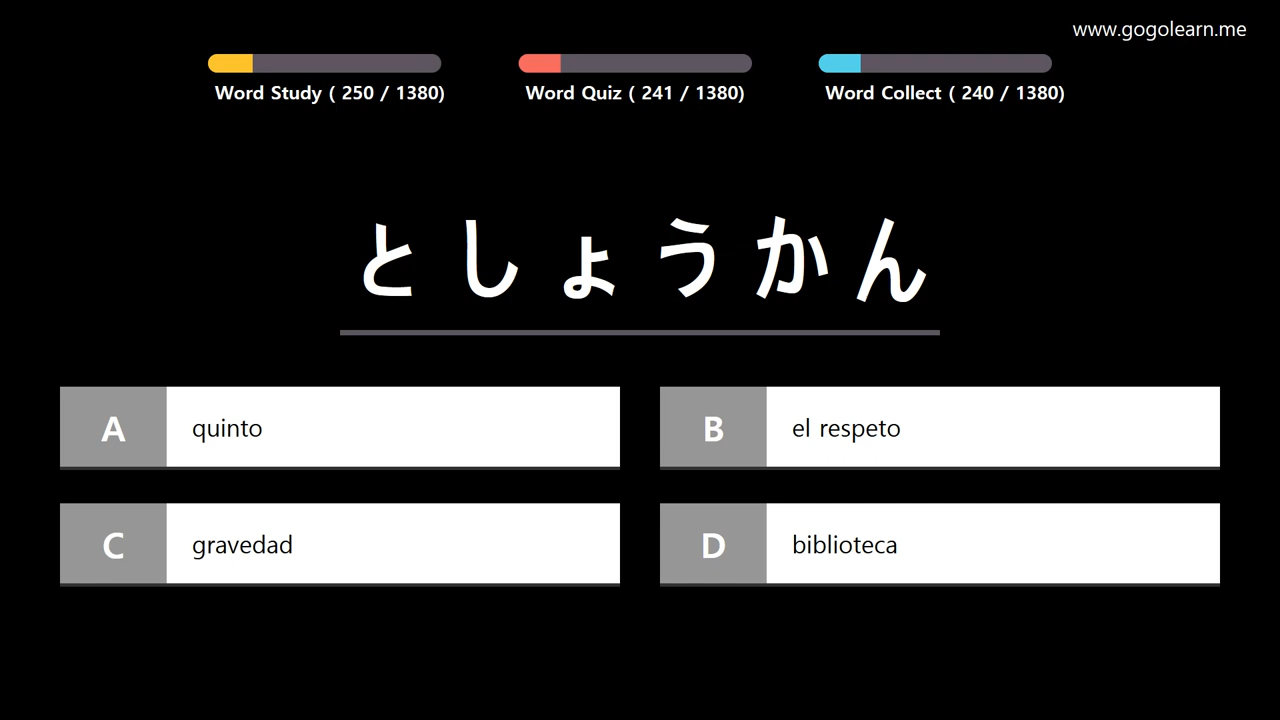 www.gogolearn.me
Word Study ( 250 / 1380)
Word Quiz ( 241 / 1380)
Word Collect ( 240 / 1380)
としょうかん
A quinto
B el respeto
C gravedad
D biblioteca